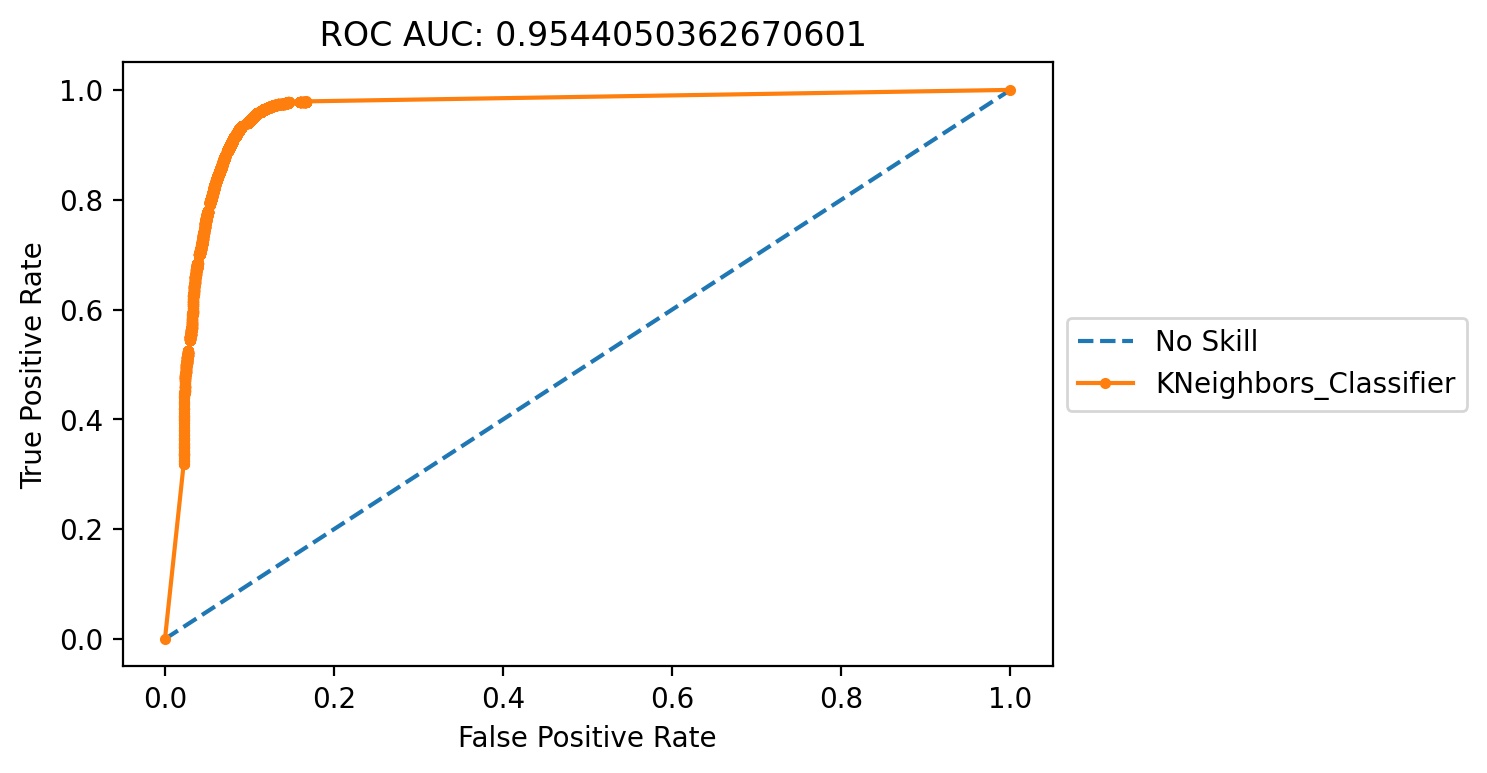 ROC AUC: 0.9544050362670601
True Positive Rate
1.0
0.8
0.6
0.4
0.2
0.0
0.0 0.2 0.4 0.6 0.8 1.0
False Positive Rate
No Skill
KNeighbors_Classifier